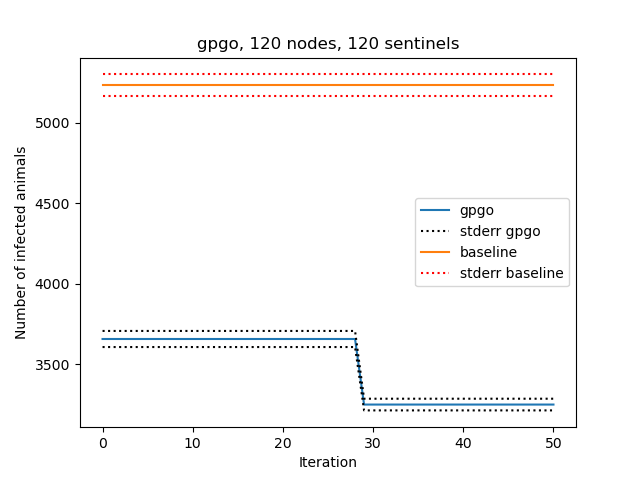 gpgo, 120 nodes, 120 sentinels
Number of infected animals
5000
4500
4000
3500
gpgo
stderr gpgo
baseline
stderr baseline
0 10 20 30 40 50
Iteration